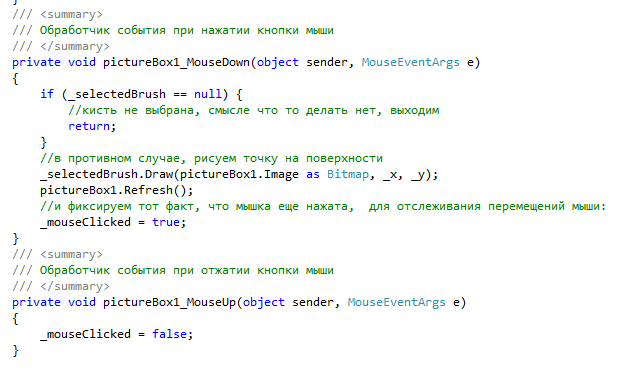 }
/// <summary>
/// Обработчик события при нажатии кнопки мыши
/// </summary>
private void pictureBox1_MouseDown(object sender, MouseEventArgs e)
{
    if (_selectedBrush == null) {
        //кисть не выбрана, смысле что то делать нет, выходим
        return;
    }
    //в противном случае, рисуем точку на поверхности
    _selectedBrush.Draw(pictureBox1.Image as Bitmap, _x, _y);
    pictureBox1.Refresh();
    //и фиксируем тот факт, что мышка еще нажата,  для отслеживания перемещений мыши:
    _mouseClicked = true;
}
/// <summary>
/// Обработчик события при отжатии кнопки мыши
/// </summary>
private void pictureBox1_MouseUp(object sender, MouseEventArgs e)
{
    _mouseClicked = false;
}